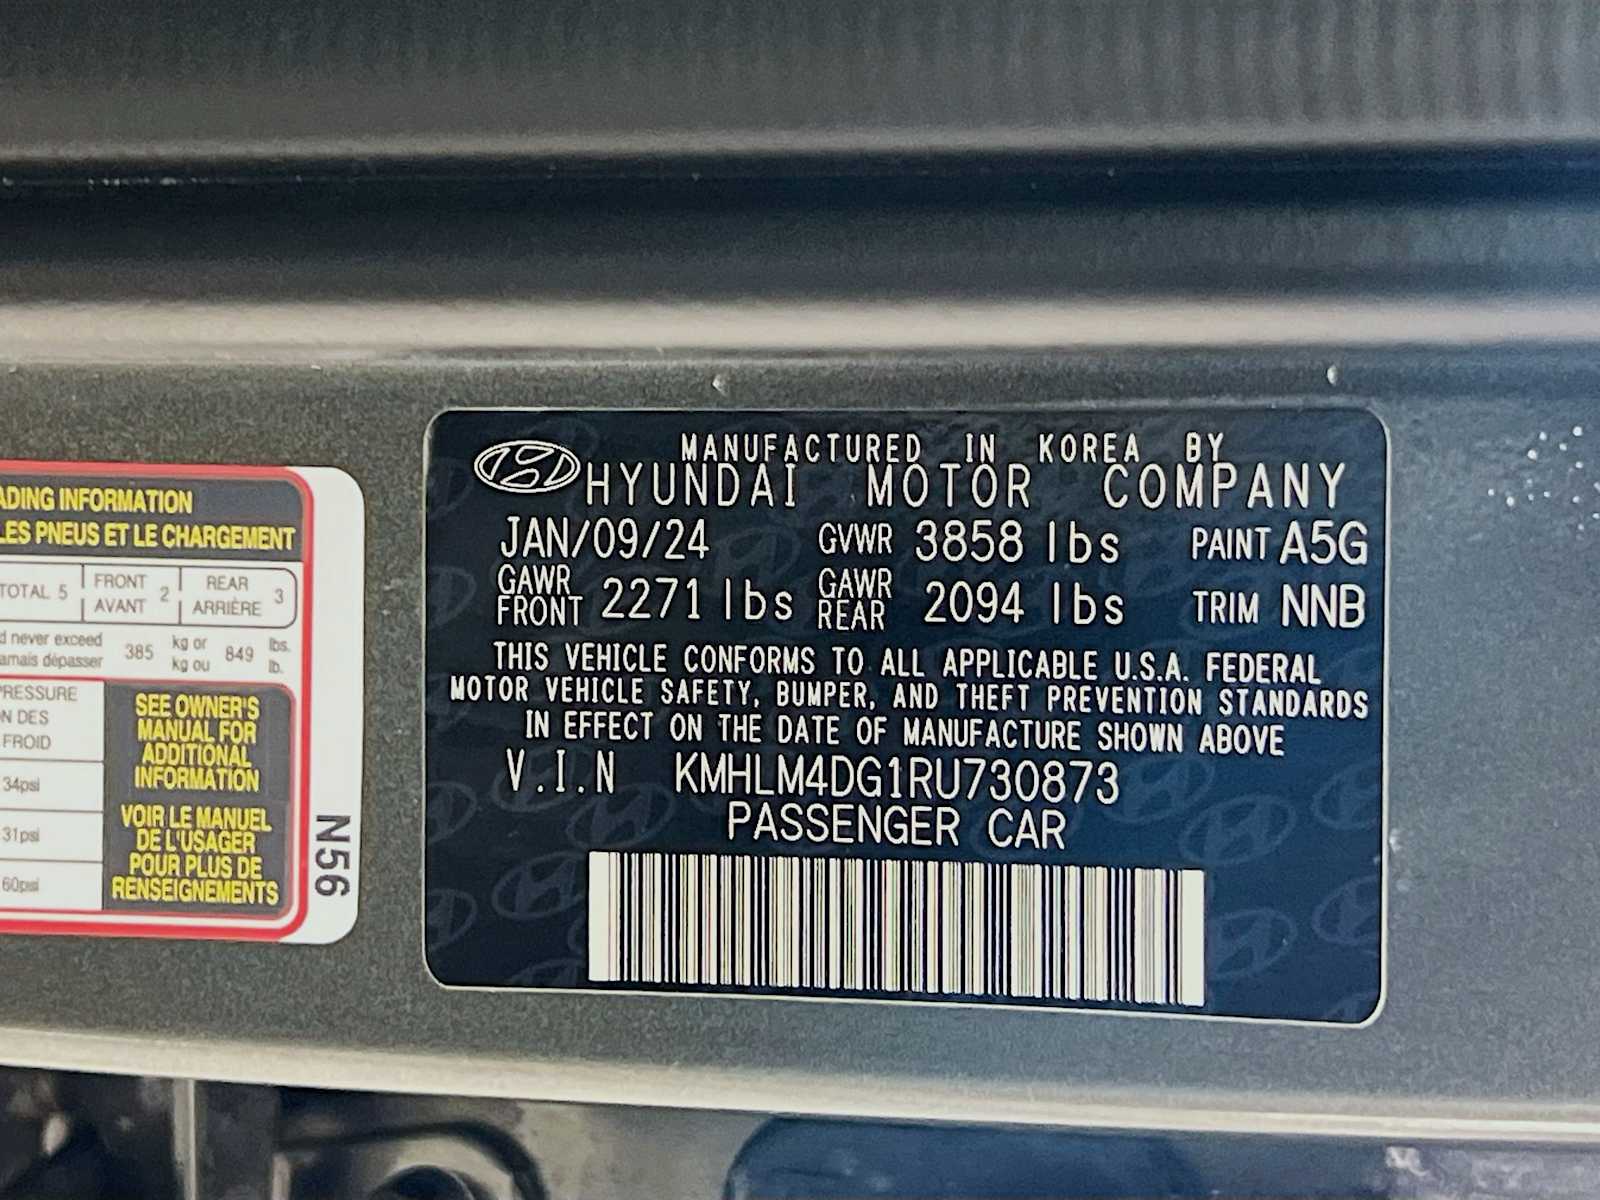 ADING INFORMATION
LES PNEUS ET LE CHARGEMENT
TOTAL 5 FRONT AVANT 2 REAR ARRIÈRE 3
never exceed
dépasser 385 kg or kg ou 849 lbs. lb.
SEE OWNER'S
MANUAL FOR
ADDITIONAL
INFORMATION
VOIR LE MANUEL
DE L'USAGER
POUR PLUS DE
RENSEIGNEMENTS
PRESSURE
DES
FROID
34psi
31psi
60psi
N56
MANUFACTURED IN KOREA BY
HYUNDAI MOTOR COMPANY
JAN/09/24 GVWR 3858 lbs PAINT A5G
GAWR FRONT 2271 lbs GAWR REAR 2094 lbs TRIM NNB
THIS VEHICLE CONFORMS TO ALL APPLICABLE U.S.A. FEDERAL
MOTOR VEHICLE SAFETY, BUMPER, AND THEFT PREVENTION STANDARDS
IN EFFECT ON THE DATE OF MANUFACTURE SHOWN ABOVE
V.I.N KMHLM4DG1RU730873
PASSENGER CAR